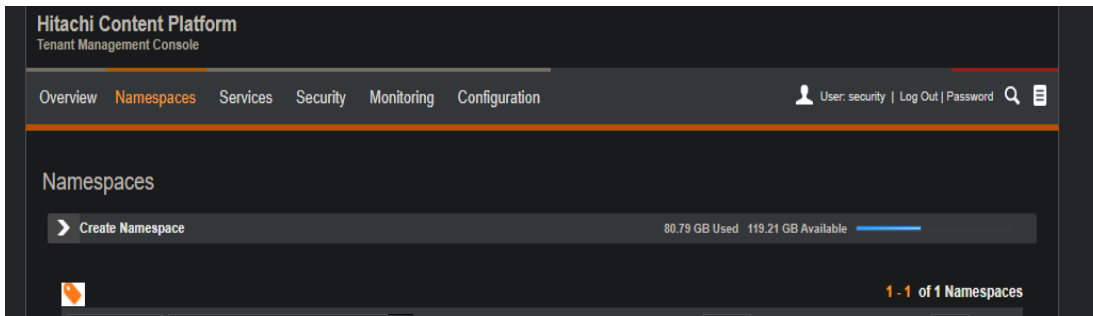 Hitachi Content Platform
Tenant Management Console
Overview Namespaces Services Security Monitoring Configuration User: security | Log Out | Password
Namespaces
Create Namespace 80.79 GB Used 119.21 GB Available
1 - 1 of 1 Namespaces